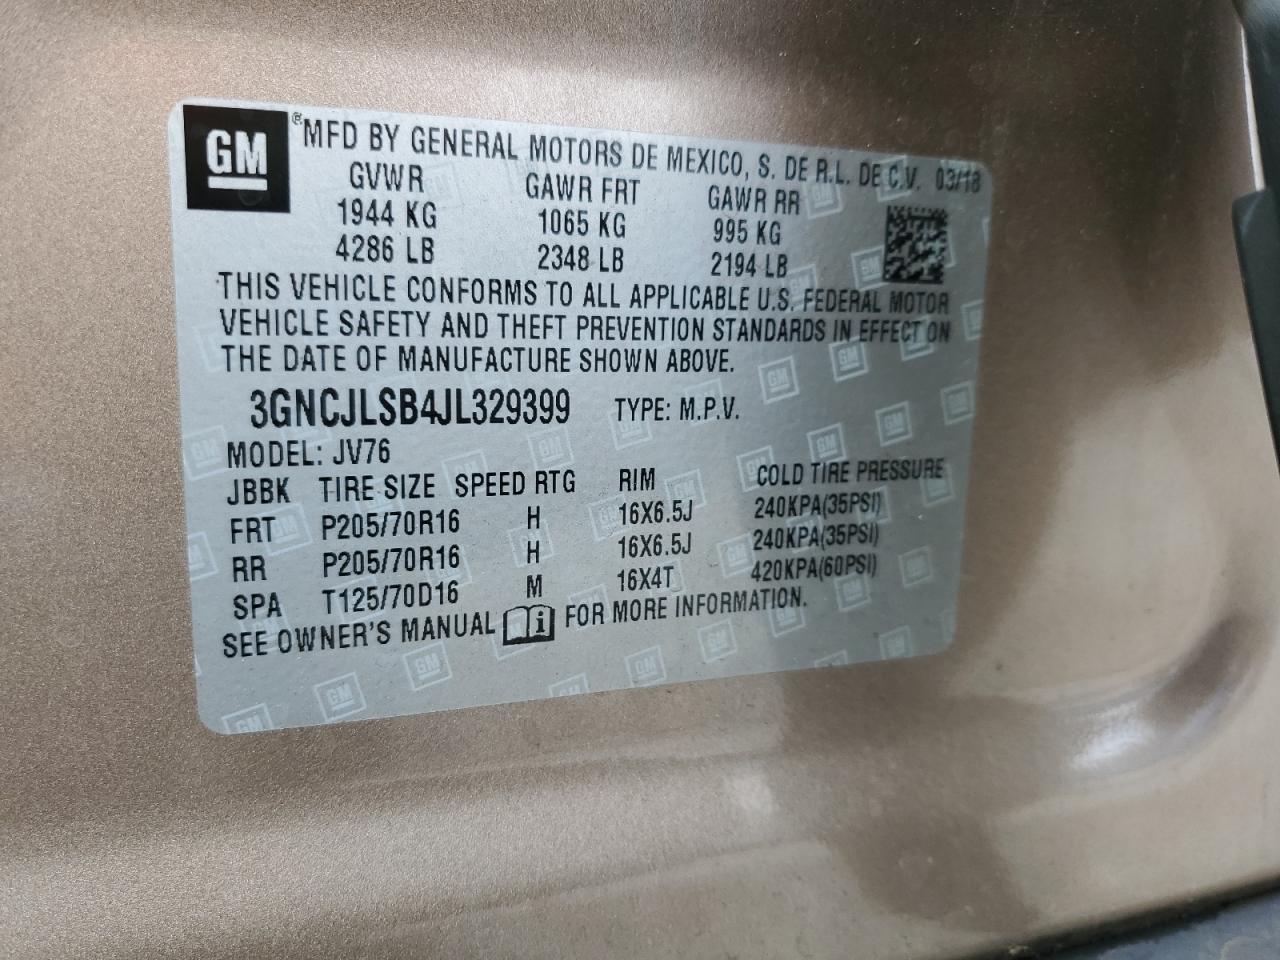 GM ® MFD BY GENERAL MOTORS DE MEXICO, S. DE R.L. DE C.V. 03/18
GVWR GAWR FRT GAWR RR
1944 KG 1065 KG 995 KG
4286 LB 2348 LB 2194 LB
THIS VEHICLE CONFORMS TO ALL APPLICABLE U.S. FEDERAL MOTOR
VEHICLE SAFETY AND THEFT PREVENTION STANDARDS IN EFFECT ON
THE DATE OF MANUFACTURE SHOWN ABOVE.
3GNCJLSB4JL329399 TYPE: M.P.V.
MODEL: JV76
JBBK TIRE SIZE SPEED RTG RIM COLD TIRE PRESSURE
FRT P205/70R16 H 16X6.5J 240KPA(35PSI)
RR P205/70R16 H 16X6.5J 240KPA(35PSI)
SPA T125/70D16 M 16X4T 420KPA(60PSI)
SEE OWNER'S MANUAL i FOR MORE INFORMATION.